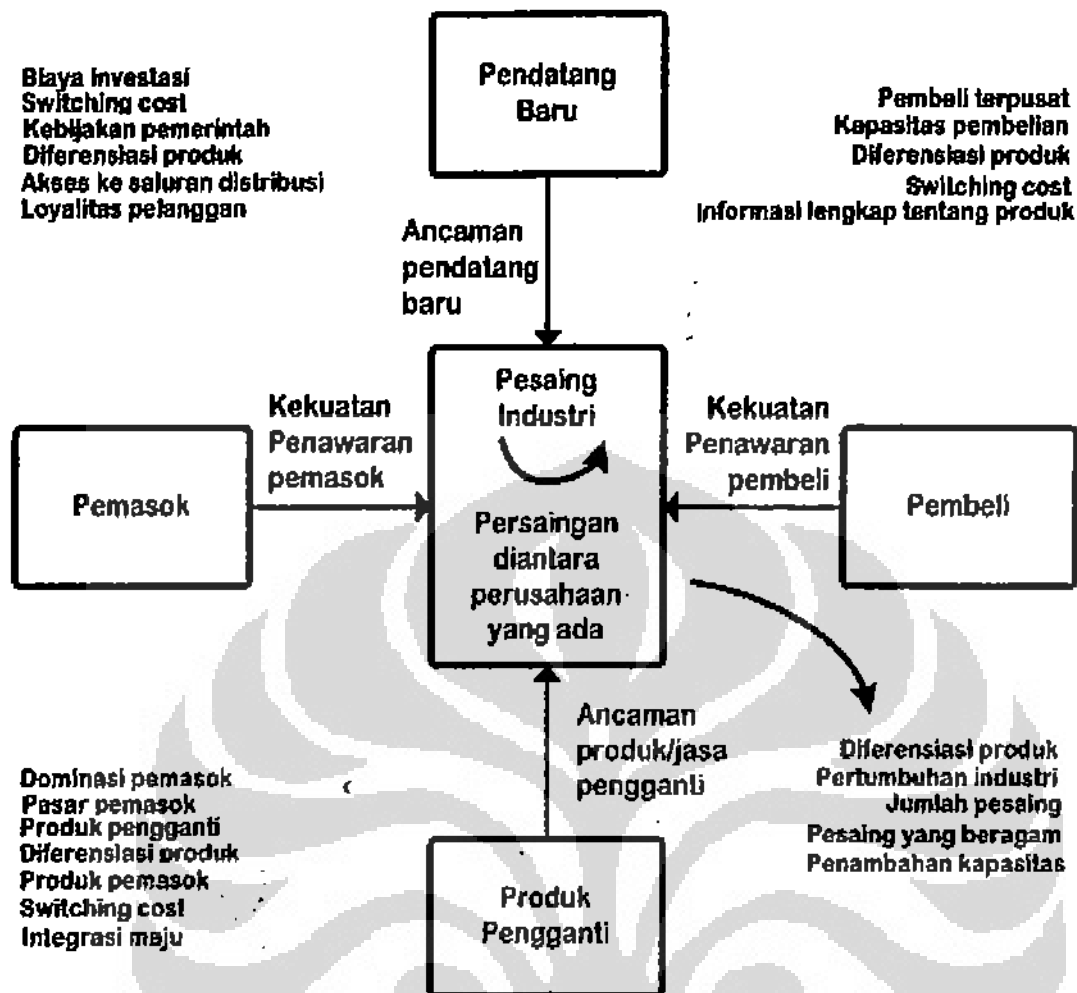 Pendatang
Baru
Biaya investasi
Switching cost
Kebijakan pemerintah
Diferensiasi produk
Akses ke saluran distribusi
Loyalitas pelanggan
Pembeli terpusat
Kapasitas pembelian
Diferensiasi produk
Switching cost
Informasi lengkap tentang produk
Ancaman
pendatang
baru
Pesaing
Industri
Persaingan
diantara
perusahaan
yang ada
Kekuatan
Penawaran
pemasok
Kekuatan
Penawaran
pembeli
Pemasok
Pembeli
Ancaman
produk/jasa
pengganti
Dominasi pemasok
Pasar pemasok
Produk pengganti
Diferensiasi produk
Produk pemasok
Switching cost
Integrasi maju
Diferensiasi produk
Pertumbuhan industri
Jumlah pesaing
Pesaing yang beragam
Penambahan kapasitas
Produk
Pengganti